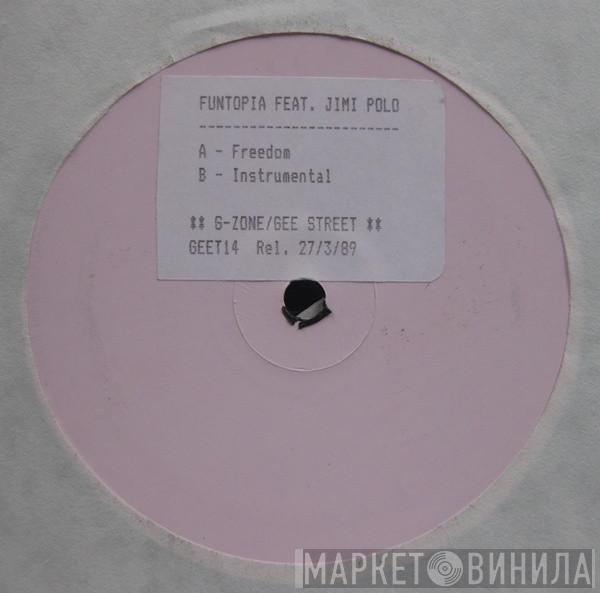 FUNTOPIA FEAT. JIMI POLO
------------------------
A - Freedom
B - Instrumental
** G-ZONE/GEE STREET **
GEET14 Rel. 27/3/89
МАРКЕТ ВИНИЛА